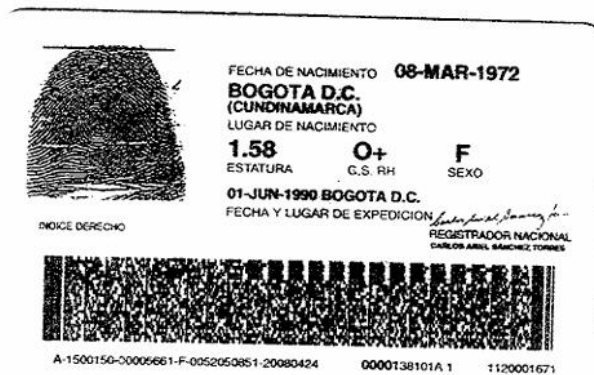 FECHA DE NACIMIENTO 08-MAR-1972
BOGOTA D.C.
(CUNDINAMARCA)
LUGAR DE NACIMIENTO
1.58 O+ F
ESTATURA G.S. RH SEXO
01-JUN-1990 BOGOTA D.C.
FECHA Y LUGAR DE EXPEDICION
INDICE DERECHO
REGISTRADOR NACIONAL
CARLOS ARIEL SÁNCHEZ TORRES
A-1500150-00005661-F-0052050851-20080424 0000138101A 1 1120001671